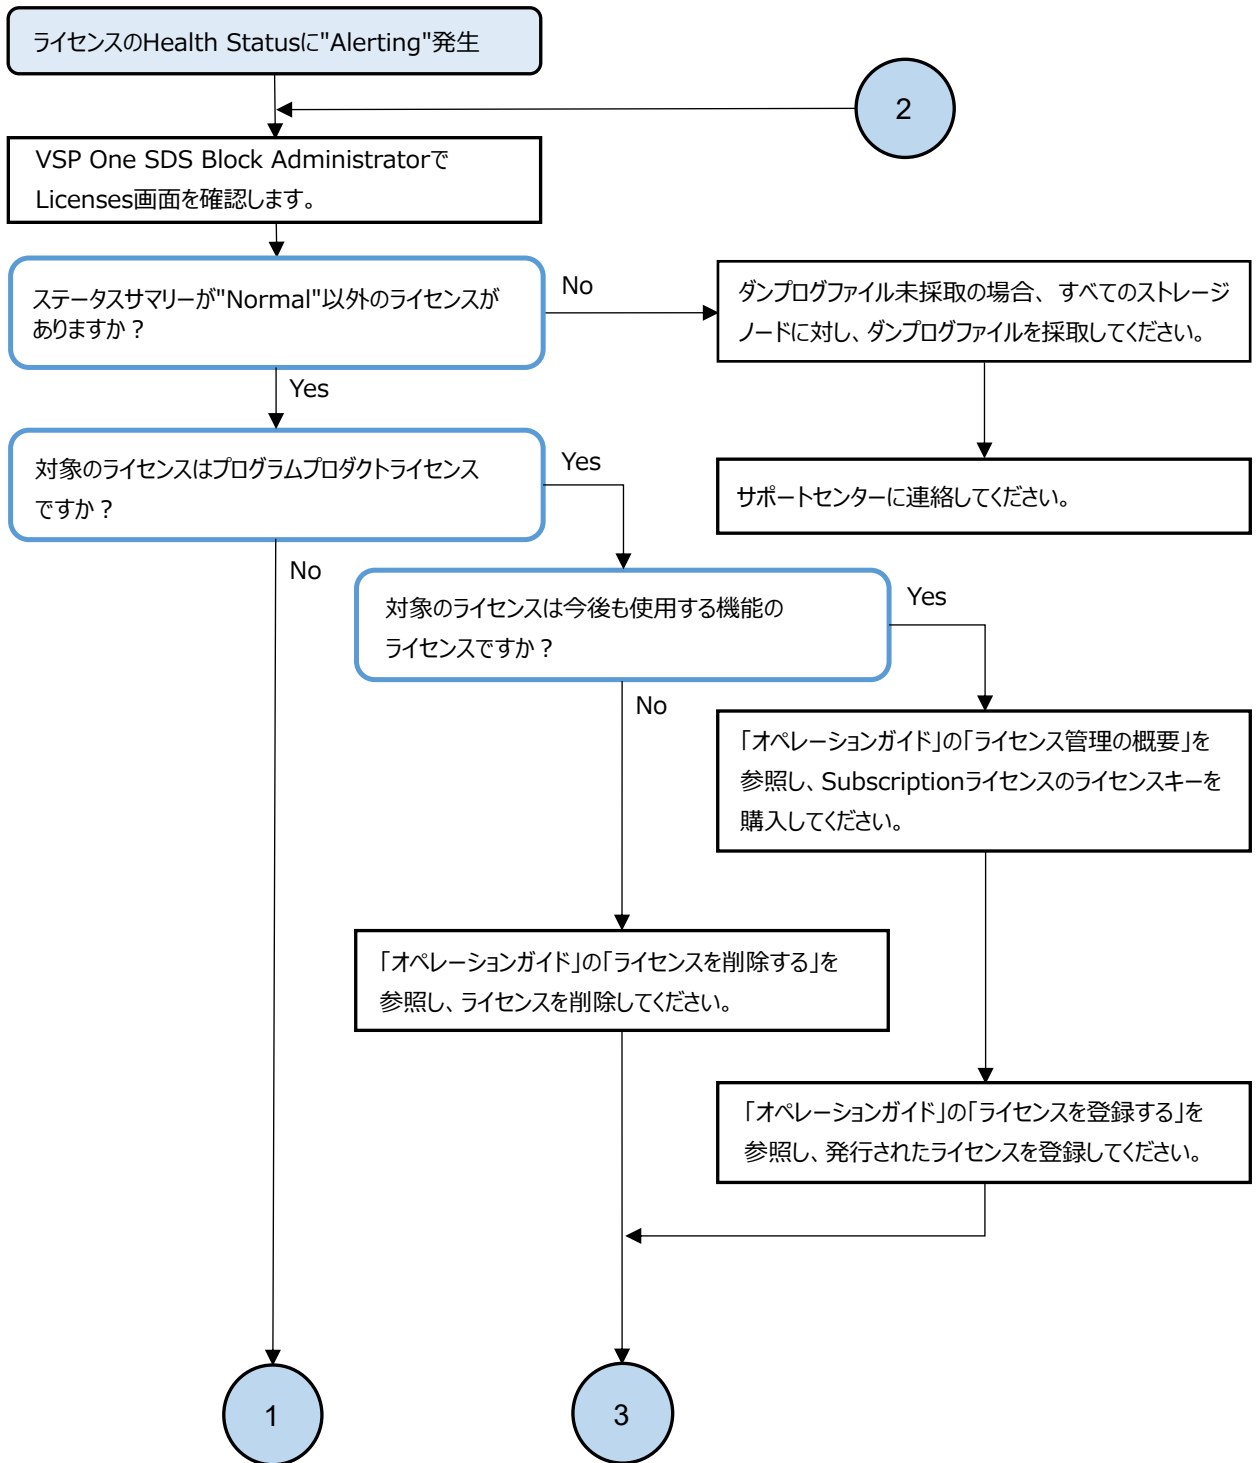 ライセンスのHealth Statusに"Alerting"発生
2
VSP One SDS Block Administratorで
Licenses画面を確認します。
ステータスサマリーが"Normal"以外のライセンスが
ありますか？
No
ダンプログファイル未採取の場合、すべてのストレージ
ノードに対し、ダンプログファイルを採取してください。
Yes
対象のライセンスはプログラムプロダクトライセンス
ですか？
Yes
サポートセンターに連絡してください。
No
対象のライセンスは今後も使用する機能の
ライセンスですか？
Yes
No
「オペレーションガイド」の「ライセンス管理の概要」を
参照し、Subscriptionライセンスのライセンスキーを
購入してください。
「オペレーションガイド」の「ライセンスを削除する」を
参照し、ライセンスを削除してください。
「オペレーションガイド」の「ライセンスを登録する」を
参照し、発行されたライセンスを登録してください。
1
3